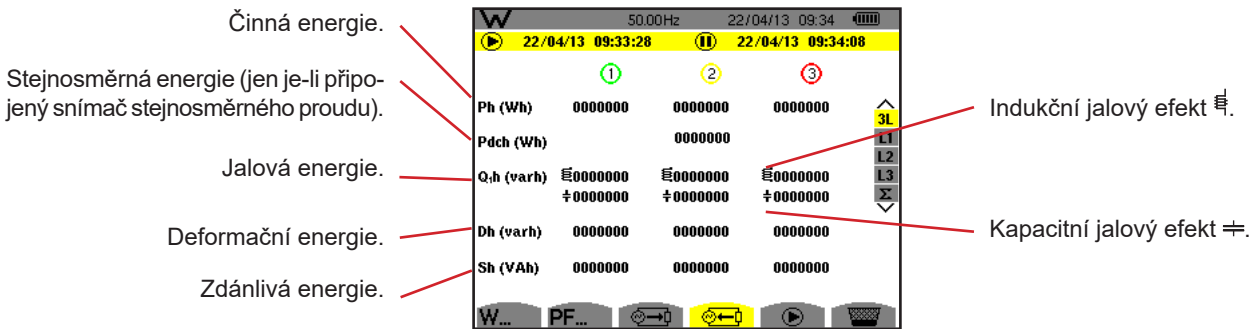 Činná energie.
Stejnosměrná energie (jen je-li připo-
jený snímač stejnosměrného proudu).
Jalová energie.
Deformační energie.
Zdánlivá energie.
W 50.00Hz 22/04/13 09:34
22/04/13 09:33:28 22/04/13 09:34:08
1 2 3
Ph (Wh) 0000000 0000000 0000000
Pdch (Wh) 0000000
Q₁h (varh) 0000000 0000000 0000000
0000000 0000000 0000000
Dh (varh) 0000000 0000000 0000000
Sh (VAh) 0000000 0000000 0000000
3L
L1
L2
L3
Σ
W... PF...
Indukční jalový efekt
Kapacitní jalový efekt